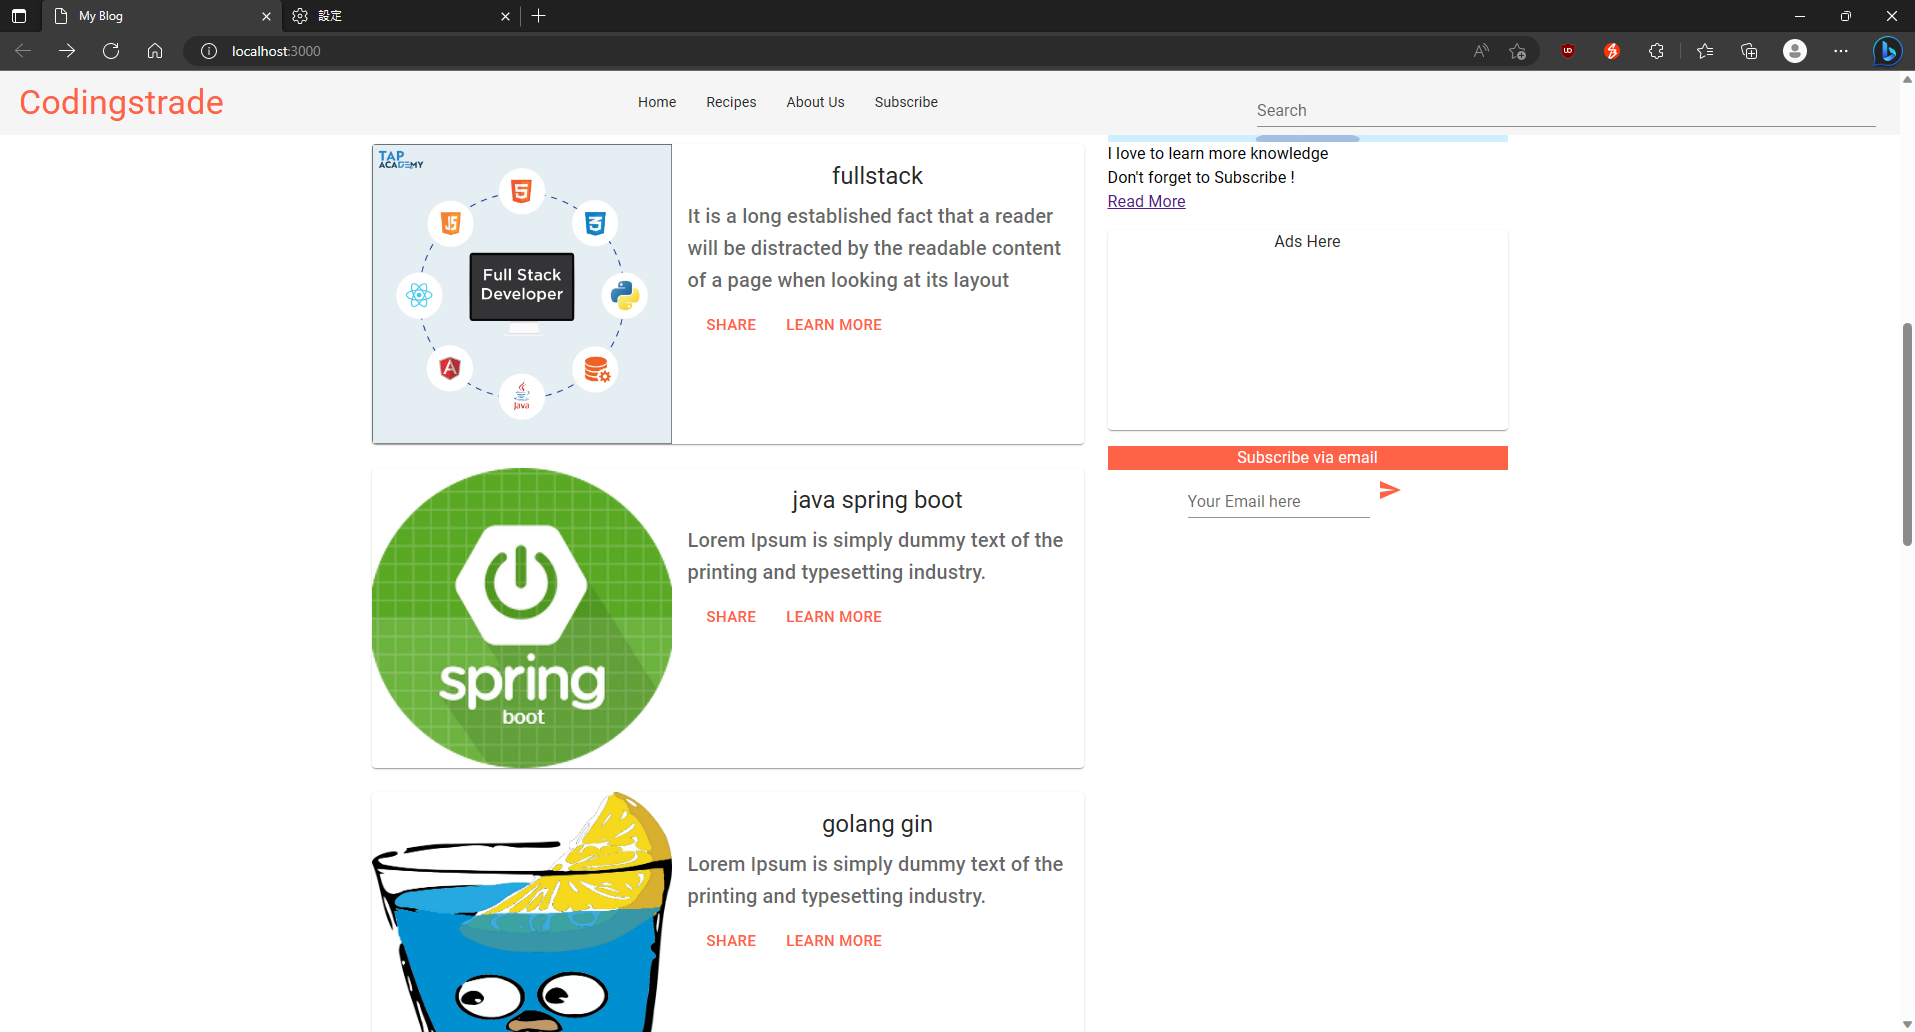 My Blog
設定
localhost:3000
Codingstrade
Home
Recipes
About Us
Subscribe
Search
TAP
ACADEMY
Full Stack
Developer
Java
fullstack
It is a long established fact that a reader
will be distracted by the readable content
of a page when looking at its layout
SHARE
LEARN MORE
spring
boot
java spring boot
Lorem Ipsum is simply dummy text of the
printing and typesetting industry.
SHARE
LEARN MORE
golang gin
Lorem Ipsum is simply dummy text of the
printing and typesetting industry.
SHARE
LEARN MORE
I love to learn more knowledge
Don't forget to Subscribe !
Read More
Ads Here
Subscribe via email
Your Email here